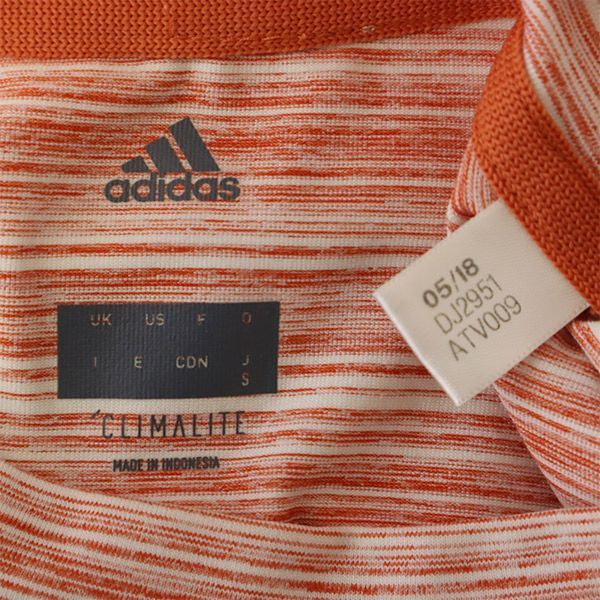 adidas
UK US F D
I E CDN J
S
CLIMALITE
MADE IN INDONESIA
05/18
DJ2951
ATV009